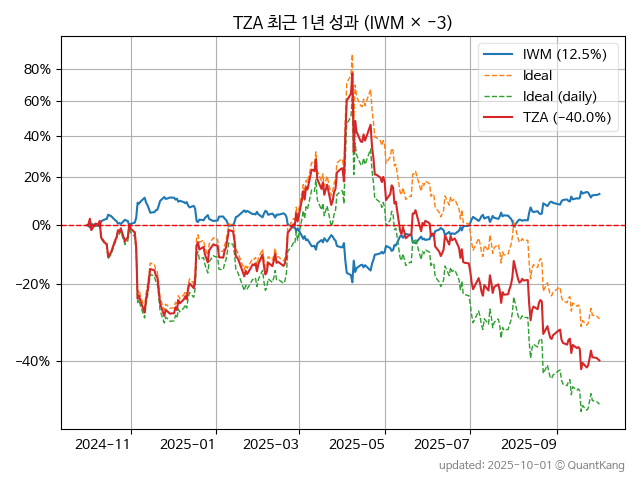 TZA 최근 1년 성과 (IWM × −3)
IWM (12.5%)
Ideal
Ideal (daily)
TZA (−40.0%)
80%
60%
40%
20%
0%
−20%
−40%
2024-11 2025-01 2025-03 2025-05 2025-07 2025-09
updated: 2025-10-01 © QuantKang